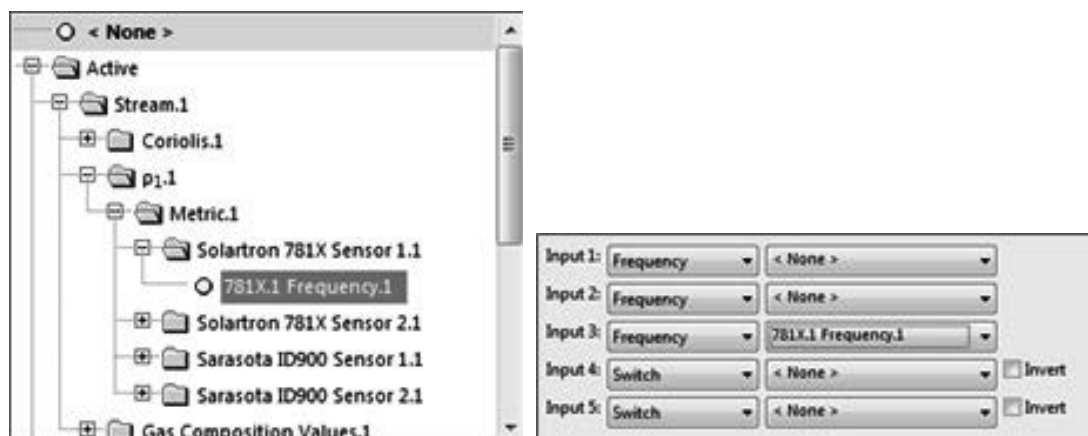 < None >
Active
Stream.1
Coriolis.1
ρ1.1
Metric.1
Solartron 781X Sensor 1.1
781X.1 Frequency.1
Solartron 781X Sensor 2.1
Sarasota ID900 Sensor 1.1
Sarasota ID900 Sensor 2.1
Gas Composition Values.1
Input 1: Frequency < None >
Input 2: Frequency < None >
Input 3: Frequency 781X.1 Frequency.1
Input 4: Switch < None > Invert
Input 5: Switch < None > Invert